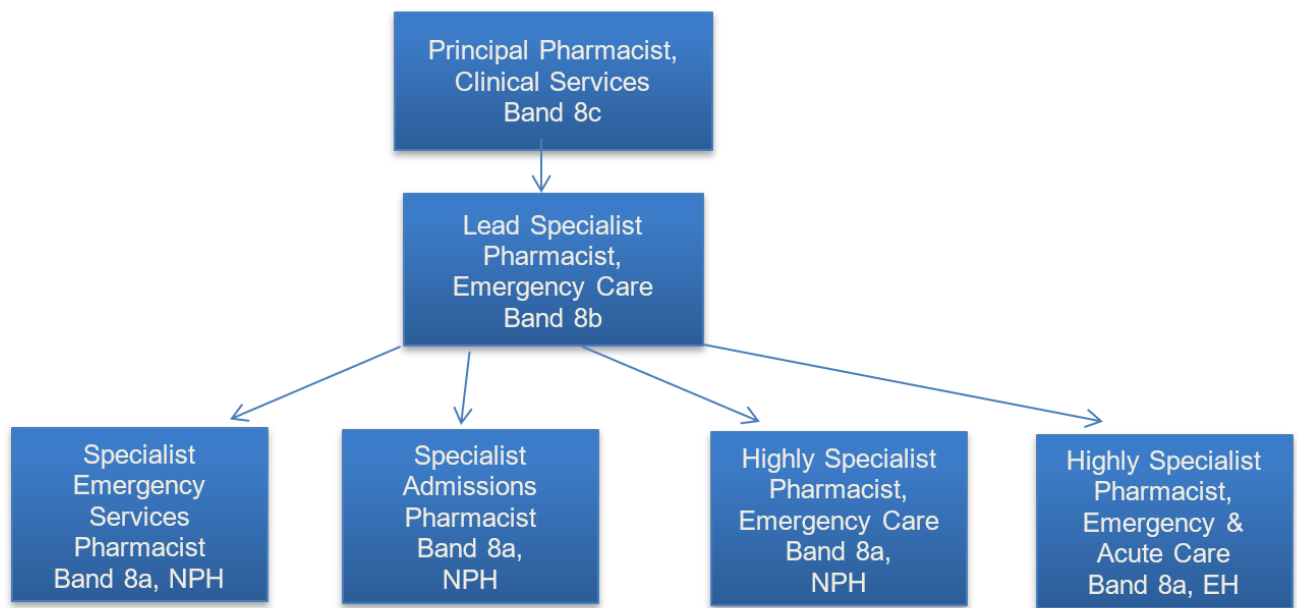 Principal Pharmacist,
Clinical Services
Band 8c
Lead Specialist
Pharmacist,
Emergency Care
Band 8b
Specialist
Emergency
Services
Pharmacist
Band 8a, NPH
Specialist
Admissions
Pharmacist
Band 8a,
NPH
Highly Specialist
Pharmacist,
Emergency Care
Band 8a,
NPH
Highly Specialist
Pharmacist,
Emergency &
Acute Care
Band 8a, EH